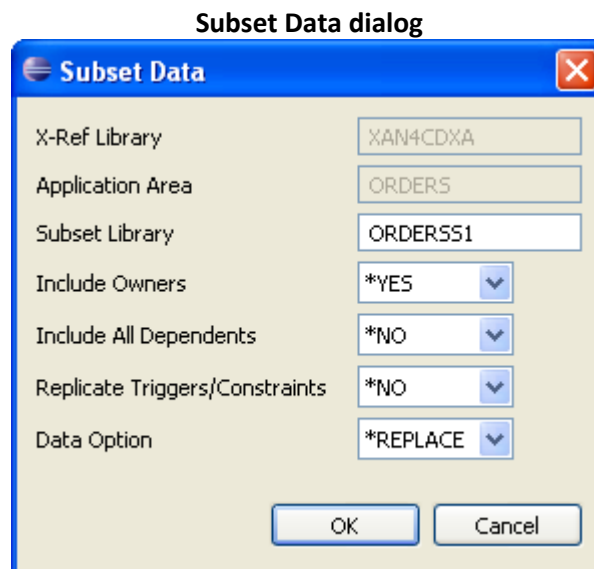 Subset Data dialog
Subset Data
X-Ref Library XAN4CDXA
Application Area ORDERS
Subset Library ORDERSS1
Include Owners *YES
Include All Dependents *NO
Replicate Triggers/Constraints *NO
Data Option *REPLACE
OK Cancel